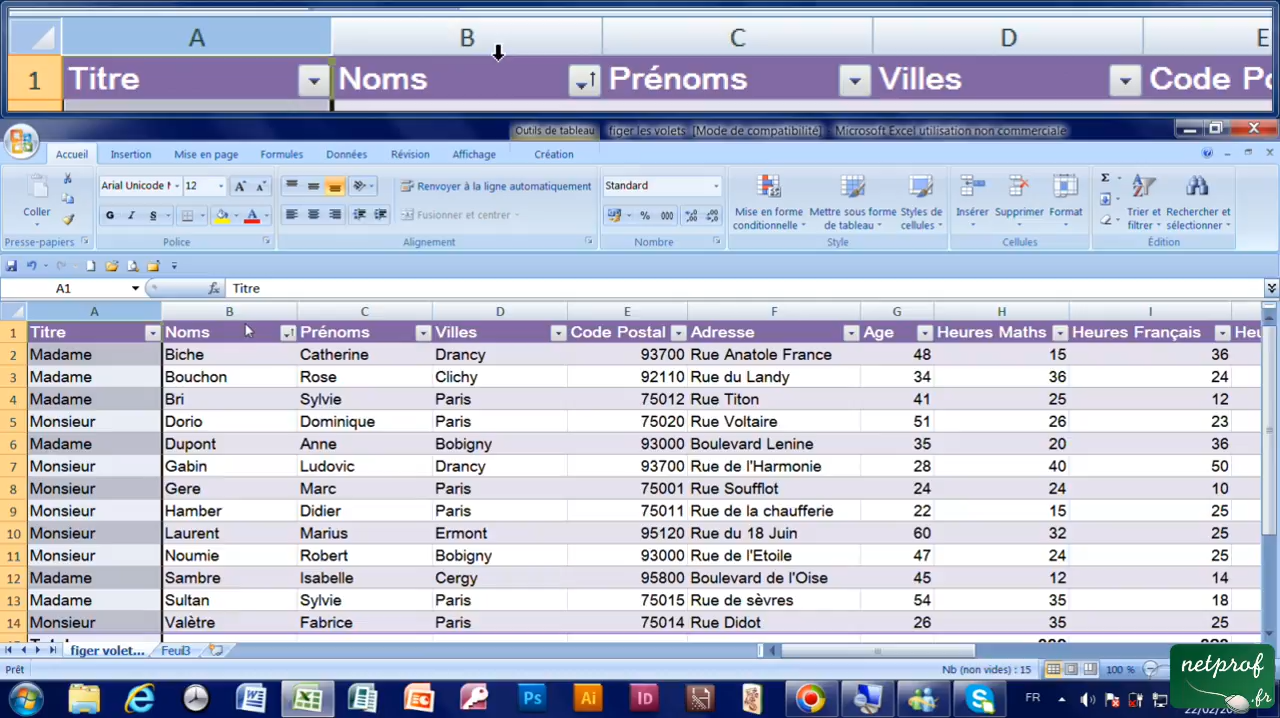 A B C D E
1 Titre Noms Prénoms Villes Code Po
Outils de tableau figer les volets [Mode de compatibilité] Microsoft Excel utilisation non commerciale
Accueil Insertion Mise en page Formules Données Révision Affichage Création
Arial Unicode M 12 Renvoyer à la ligne automatiquement Standard
Coller G I S A Fusionner et centrer % 000 Mise en forme conditionnelle Mettre sous forme de tableau Styles de cellules Insérer Supprimer Format Trier et filtrer Rechercher et sélectionner
Presse-papiers Police Alignement Nombre Style Cellules Édition
A1 fx Titre
A B C D E F G H I
1 Titre Noms Prénoms Villes Code Postal Adresse Age Heures Maths Heures Français Heu
2 Madame Biche Catherine Drancy 93700 Rue Anatole France 48 15 36
3 Madame Bouchon Rose Clichy 92110 Rue du Landy 34 36 24
4 Madame Bri Sylvie Paris 75012 Rue Titon 41 25 12
5 Monsieur Dorio Dominique Paris 75020 Rue Voltaire 51 26 23
6 Madame Dupont Anne Bobigny 93000 Boulevard Lenine 35 20 36
7 Monsieur Gabin Ludovic Drancy 93700 Rue de l'Harmonie 28 40 50
8 Monsieur Gere Marc Paris 75001 Rue Soufflot 24 24 10
9 Monsieur Hamber Didier Paris 75011 Rue de la chaufferie 22 15 25
10 Monsieur Laurent Marius Ermont 95120 Rue du 18 Juin 60 32 25
11 Monsieur Noumie Robert Bobigny 93000 Rue de l'Etoile 47 24 25
12 Madame Sambre Isabelle Cergy 95800 Boulevard de l'Oise 45 12 14
13 Madame Sultan Sylvie Paris 75015 Rue de sèvres 54 35 18
14 Monsieur Valètre Fabrice Paris 75014 Rue Didot 26 35 25
figer volet... Feuil3
Prêt Nb (non vides) : 15 100 %
netprof.fr
Ps Ai ID FR